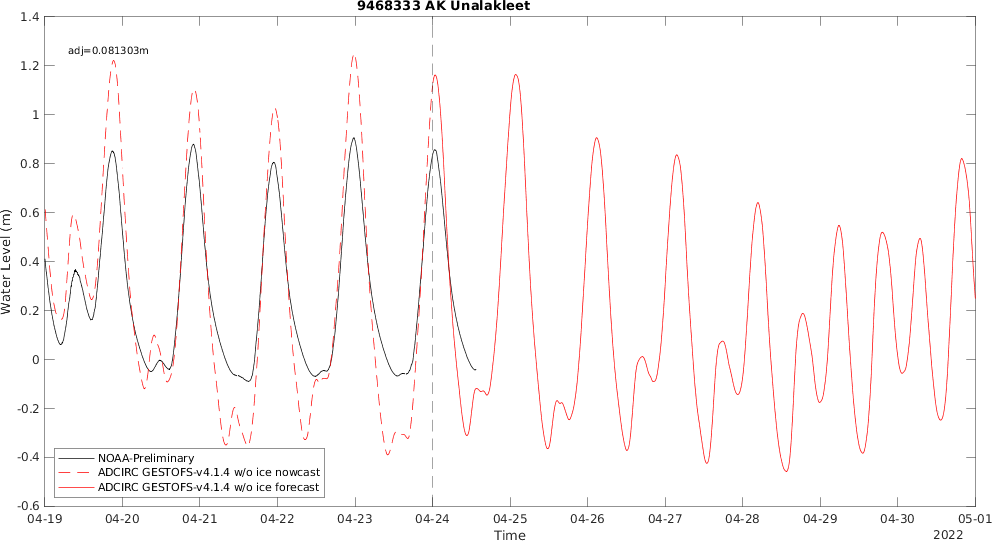 9468333 AK Unalakleet
adj=0.081303m
Water Level (m)
1.4
1.2
1
0.8
0.6
0.4
0.2
0
-0.2
-0.4
-0.6
NOAA-Preliminary
ADCIRC GESTOFS-v4.1.4 w/o ice nowcast
ADCIRC GESTOFS-v4.1.4 w/o ice forecast
04-19 04-20 04-21 04-22 04-23 04-24 04-25 04-26 04-27 04-28 04-29 04-30 05-01
Time
2022